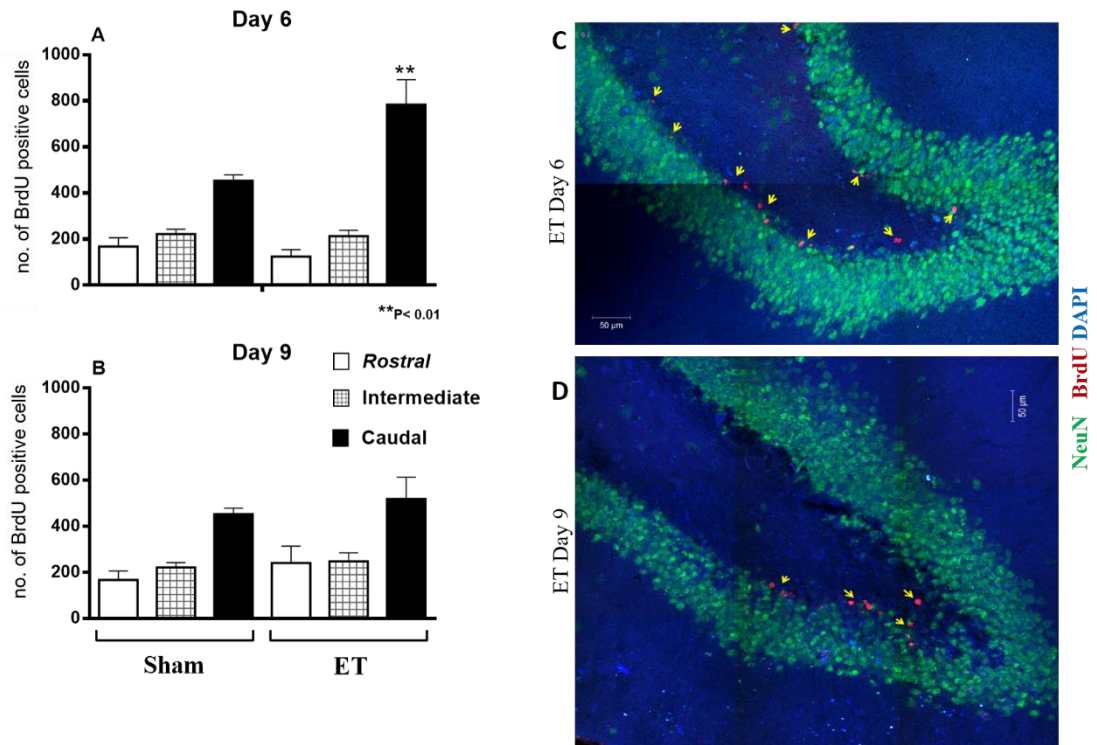 Day 6
A
1000
800
600
400
200
0
no. of BrdU positive cells
**
**P< 0.01
Day 9
B
1000
800
600
400
200
0
no. of BrdU positive cells
Rostral
Intermediate
Caudal
Sham
ET
C
ET Day 6
50 µm
D
ET Day 9
50 µm
NeuN BrdU DAPI